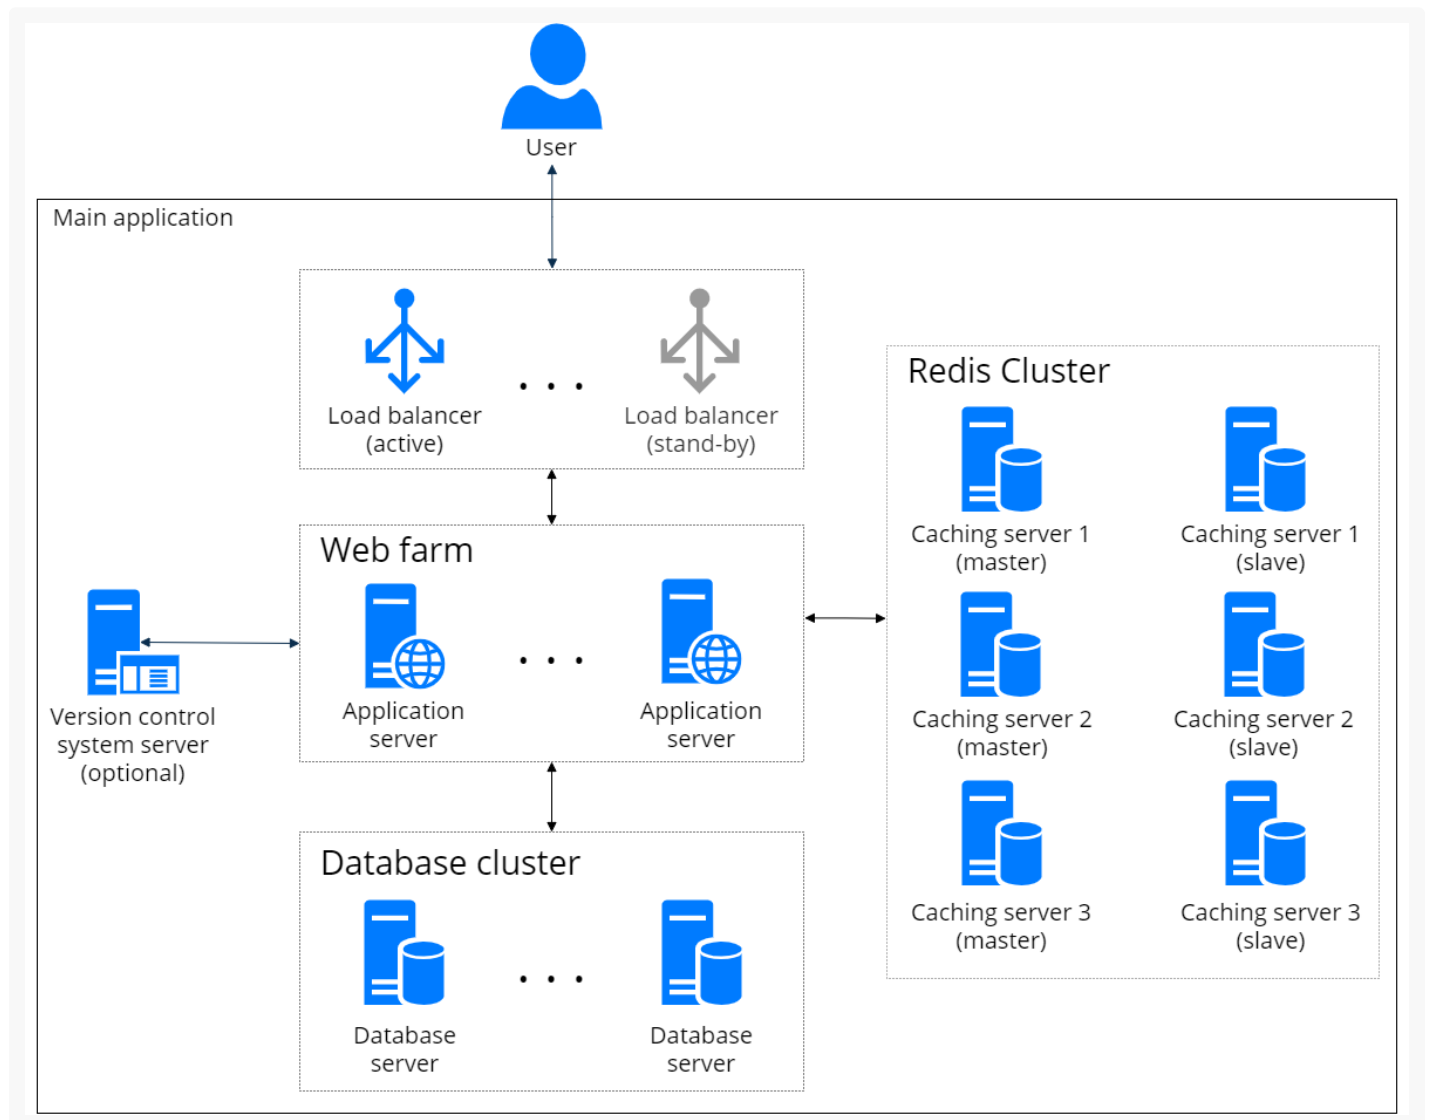 User
Main application
Load balancer
(active)
. . .
Load balancer
(stand-by)
Redis Cluster
Caching server 1
(master)
Caching server 1
(slave)
Caching server 2
(master)
Caching server 2
(slave)
Caching server 3
(master)
Caching server 3
(slave)
Web farm
Application
server
. . .
Application
server
Version control
system server
(optional)
Database cluster
Database
server
. . .
Database
server